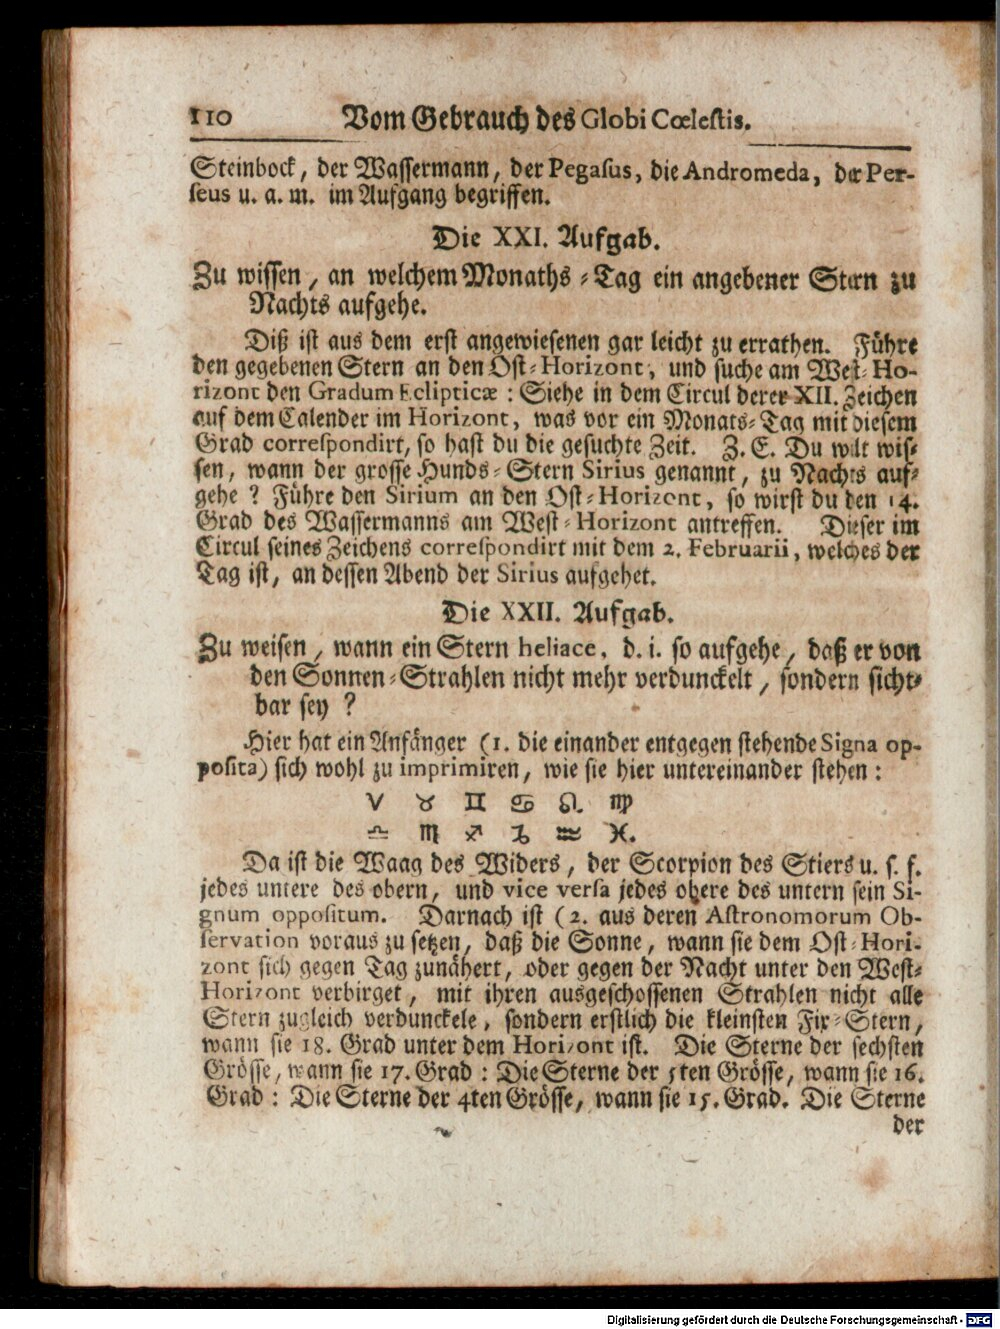 110 Vom Gebrauch des Globi Cœlestis.
Steinbock, der Wassermann, der Pegasus, die Andromeda, der Per-
seus u. a. m. im Aufgang begriffen.
Die XXI. Aufgab.
Zu wissen, an welchem Monaths-Tag ein angebener Stern zu
Nachts aufgehe.
Diß ist aus dem erst angewiesenen gar leicht zu errathen. Führe
den gegebenen Stern an den Ost-Horizont, und suche am West-Ho-
rizont den Gradum Eclipticæ: Siehe in dem Circul derer XII. Zeichen
auf dem Calender im Horizont, was vor ein Monats-Tag mit diesem
Grad correspondirt, so hast du die gesuchte Zeit. Z. E. Du wilt wis-
sen, wann der grosse Hunds-Stern Sirius genannt, zu Nachts auf-
gehe? Führe den Sirium an den Ost-Horizont, so wirst du den 14.
Grad des Wassermanns am West-Horizont antreffen. Dieser im
Circul seines Zeichens correspondirt mit dem 2. Februarii, welches der
Tag ist, an dessen Abend der Sirius aufgehet.
Die XXII. Aufgab.
Zu weisen, wann ein Stern heliace, d. i. so aufgehe, daß er von
den Sonnen-Strahlen nicht mehr verdunckelt, sondern sicht-
bar sey?
Hier hat ein Anfänger (1. die einander entgegen stehende Signa op-
posita) sich wohl zu imprimiren, wie sie hier untereinander stehen:
♈ ♉ ♊ ♋ ♌ ♍
♎ ♏ ♐ ♑ ♒ ♓.
Da ist die Waag des Widers, der Scorpion des Stiers u. s. f.
jedes untere des obern, und vice versa jedes obere des untern sein Si-
gnum oppositum. Darnach ist (2. aus deren Astronomorum Ob-
servation voraus zu setzen, daß die Sonne, wann sie dem Ost-Hori-
zont sich gegen Tag zunähert, oder gegen der Nacht unter den West-
Horizont verbirget, mit ihren ausgeschossenen Strahlen nicht alle
Stern zugleich verdunckele, sondern erstlich die kleinsten Fix-Stern,
wann sie 18. Grad unter dem Horizont ist. Die Sterne der sechsten
Grösse, wann sie 17. Grad: Die Sterne der 5ten Grösse, wann sie 16.
Grad: Die Sterne der 4ten Grösse, wann sie 15. Grad. Die Sterne
der
Digitalisierung gefördert durch die Deutsche Forschungsgemeinschaft - DFG